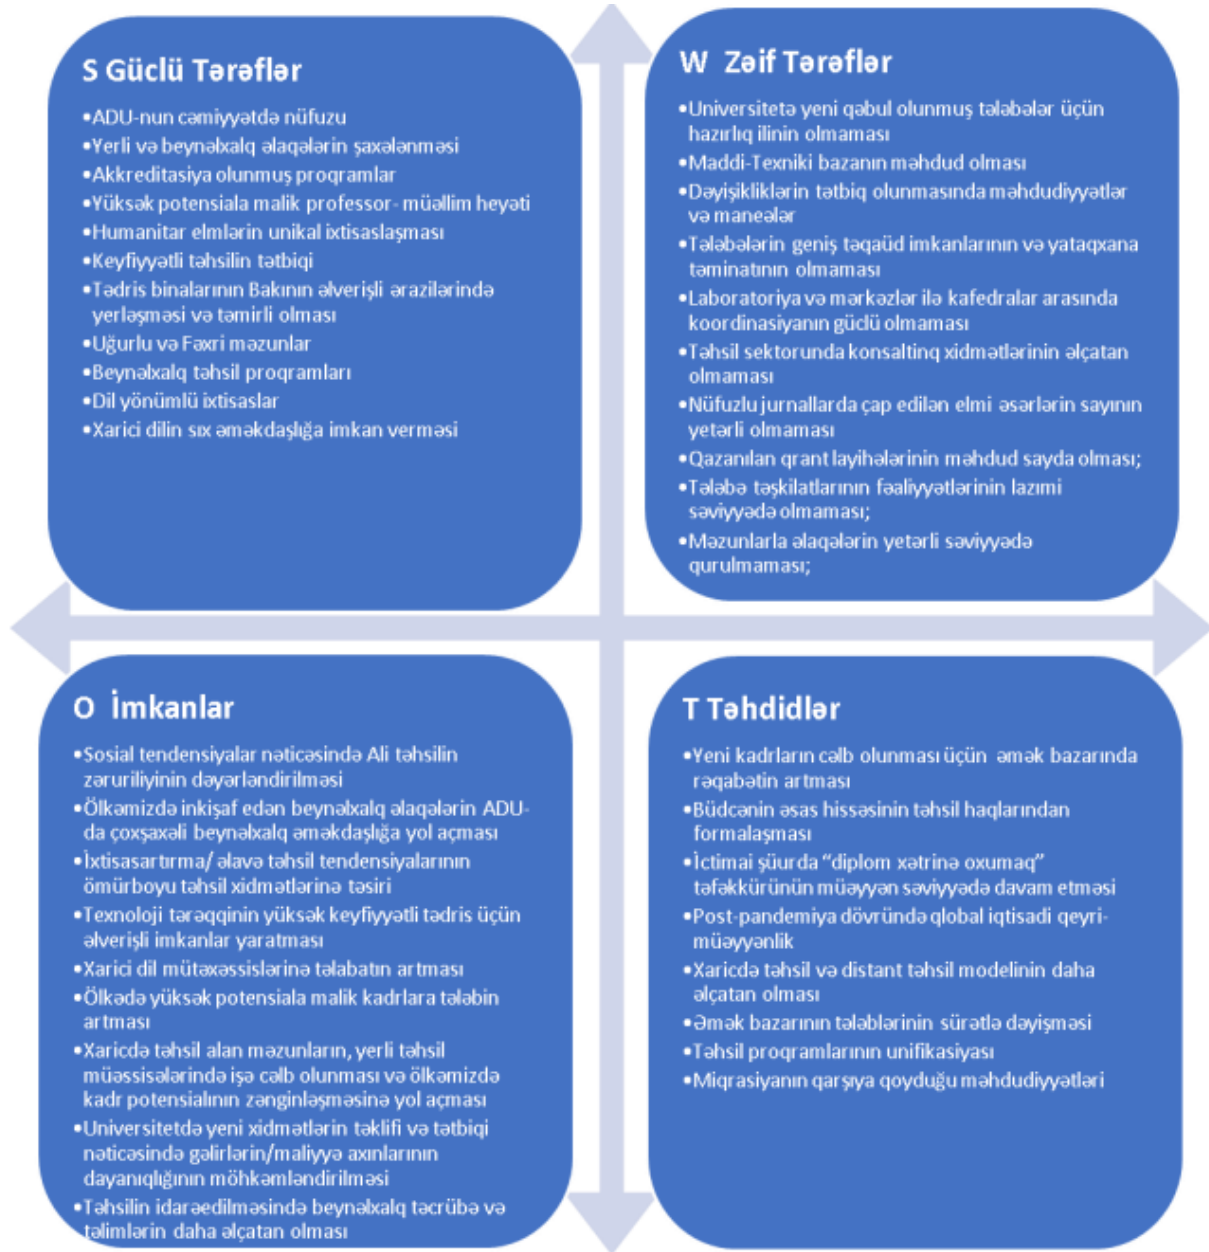 S Güclü Tərəflər
•ADU-nun cəmiyyətdə nüfuzu
•Yerli və beynəlxalq əlaqələrin şaxələnməsi
•Akkreditasiya olunmuş proqramlar
•Yüksək potensiala malik professor- müəllim heyəti
•Humanitar elmlərin unikal ixtisaslaşması
•Keyfiyyətli təhsilin tətbiqi
•Tədris binalarının Bakının əlverişli ərazilərində
yerləşməsi və təmirli olması
•Uğurlu və Fəxri məzunlar
•Beynəlxalq təhsil proqramları
•Dil yönümlü ixtisaslar
•Xarici dilin sıx əməkdaşlığa imkan verməsi
W Zəif Tərəflər
•Universitetə yeni qəbul olunmuş tələbələr üçün
hazırlıq ilinin olmaması
•Maddi-Texniki bazanın məhdud olması
•Dəyişikliklərin tətbiq olunmasında məhdudiyyətlər
və maneələr
•Tələbələrin geniş təqaüd imkanlarının və yataqxana
təminatının olmaması
•Laboratoriya və mərkəzlər ilə kafedralar arasında
koordinasiyanın güclü olmaması
•Təhsil sektorunda konsaltinq xidmətlərinin əlçatan
olmaması
•Nüfuzlu jurnallarda çap edilən elmi əsərlərin sayının
yetərli olmaması
•Qazanılan qrant layihələrinin məhdud sayda olması;
•Tələbə təşkilatlarının fəaliyyətlərinin lazımi
səviyyədə olmaması;
•Məzunlarla əlaqələrin yetərli səviyyədə
qurulmaması;
O İmkanlar
•Sosial tendensiyalar nəticəsində Ali təhsilin
zəruriliyinin dəyərləndirilməsi
•Ölkəmizdə inkişaf edən beynəlxalq əlaqələrin ADU-
da çoxşaxəli beynəlxalq əməkdaşlığa yol açması
•İxtisasartırma/ əlavə təhsil tendensiyalarının
ömürboyu təhsil xidmətlərinə təsiri
•Texnoloji tərəqqinin yüksək keyfiyyətli tədris üçün
əlverişli imkanlar yaratması
•Xarici dil mütəxəssislərinə tələbatın artması
•Ölkədə yüksək potensiala malik kadrlara tələbin
artması
•Xaricdə təhsil alan məzunların, yerli təhsil
müəssisələrində işə cəlb olunması və ölkəmizdə
kadr potensialının zənginləşməsinə yol açması
•Universitetdə yeni xidmətlərin təklifi və tətbiqi
nəticəsində gəlirlərin/maliyyə axınlarının
dayanıqlığının möhkəmləndirilməsi
•Təhsilin idarəedilməsində beynəlxalq təcrübə və
təlimlərin daha əlçatan olması
T Təhdidlər
•Yeni kadrların cəlb olunması üçün əmək bazarında
rəqabətin artması
•Büdcənin əsas hissəsinin təhsil haqlarından
formalaşması
•İctimai şüurda “diplom xətrinə oxumaq”
təfəkkürünün müəyyən səviyyədə davam etməsi
•Post-pandemiya dövründə qlobal iqtisadi qeyri-
müəyyənlik
•Xaricdə təhsil və distant təhsil modelinin daha
əlçatan olması
•Əmək bazarının tələblərinin sürətlə dəyişməsi
•Təhsil proqramlarının unifikasiyası
•Miqrasiyanın qarşıya qoyduğu məhdudiyyətləri